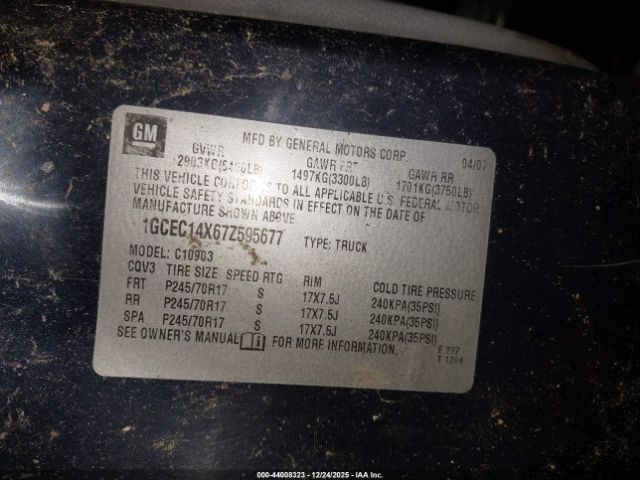 GM
MFD BY GENERAL MOTORS CORP 04/07
GVWR GAWR FRT GAWR RR
2903KG(6400LB) 1497KG(3300LB) 1701KG(3750LB)
THIS VEHICLE CONFORMS TO ALL APPLICABLE U.S. FEDERAL MOTOR
VEHICLE SAFETY STANDARDS IN EFFECT ON THE DATE OF
MANUFACTURE SHOWN ABOVE
1GCEC14X67Z595677 TYPE: TRUCK
MODEL: C10903
CQV3 TIRE SIZE SPEED RTG RIM COLD TIRE PRESSURE
FRT P245/70R17 S 17X7.5J 240KPA(35PSI)
RR P245/70R17 S 17X7.5J 240KPA(35PSI)
SPA P245/70R17 S 17X7.5J 240KPA(35PSI)
SEE OWNER'S MANUAL i FOR MORE INFORMATION.
000-44008323 - 12/24/2025 - IAA Inc.